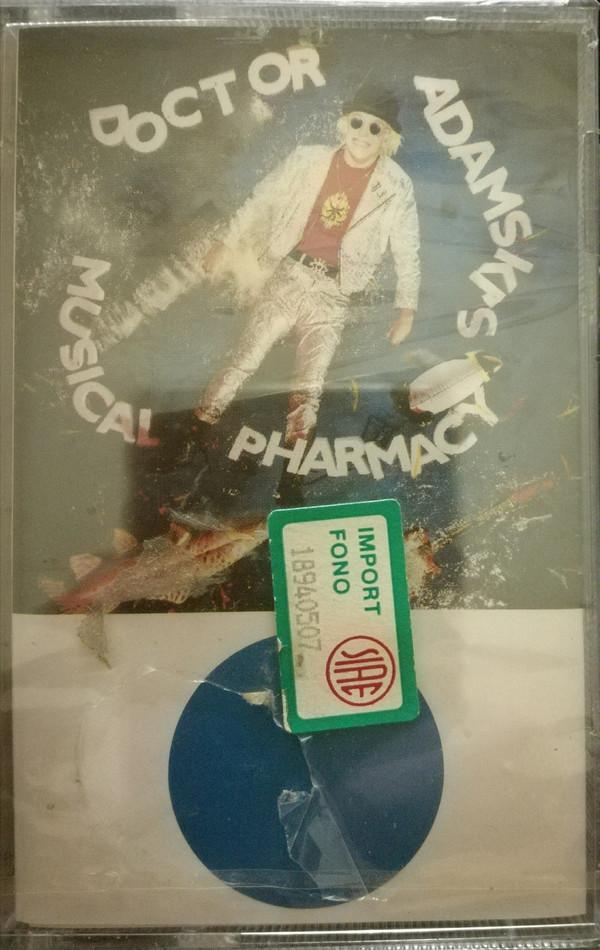 DOCTOR
ADAMSKI'S
MUSICAL
PHARMACY
IMPORT
FONO
18940507
SIAE